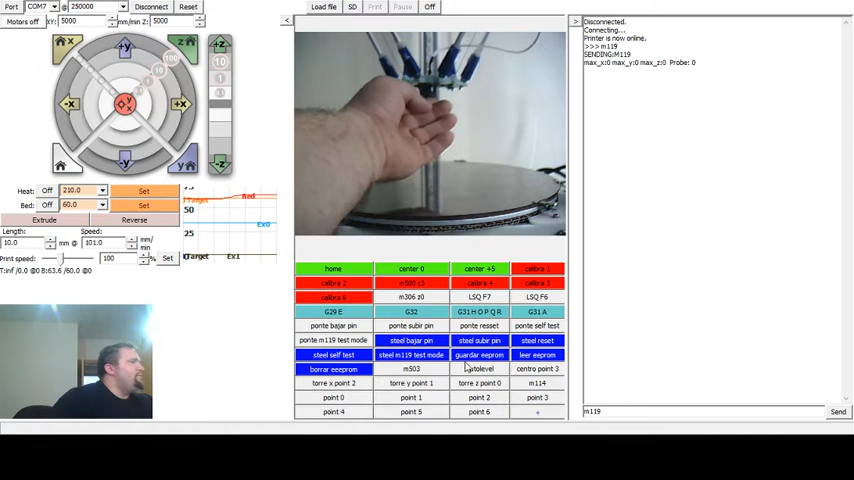 Port COM7 @ 250000 Disconnect Reset
Load file SD Print Pause Off
Motors off XY: 5000 mm/min Z: 5000
< >
+y
z
+z
x
100
10
10
1
-x
y
x
+x
-y
y
-z
Heat: Off 210.0 Set
Bed: Off 60.0 Set
Extrude Reverse
Length: Speed:
10.0 mm @ 101.0 mm/
min
Print speed: 100 % Set
T:inf /0.0 @0 B:63.6 /60.0 @0
Target Bed
50
Ex0
25
Target Ex1
home center 0 center +5 calibra 1
calibra 2 m500 c3 calibra 4 calibra 5
calibra 6 m306 z0 LSQ F7 LSQ F6
G29 E G32 G31 H O P Q R G31 A
ponte bajar pin ponte subir pin ponte resset ponte self test
ponte m119 test mode steel bajar pin steel subir pin steel reset
steel self test steel m119 test mode guardar eeprom leer eeprom
borrar eeeprom m503 centro point 3
torre x point 2 torre y point 1 torre z point 0 m114
point 0 point 1 point 2 point 3
point 4 point 5 point 6 +
Disconnected.
Connecting...
Printer is now online.
>>> m119
SENDING:M119
max_x:0 max_y:0 max_z:0 Probe: 0
m119 Send